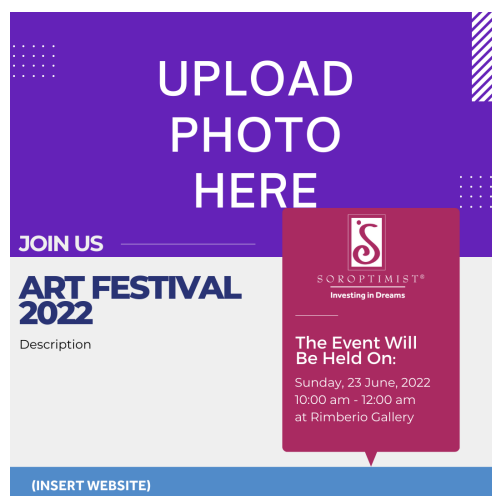 UPLOAD
PHOTO
HERE
JOIN US
ART FESTIVAL
2022
Description
S
SOROPTIMIST®
Investing in Dreams
The Event Will
Be Held On:
Sunday, 23 June, 2022
10:00 am - 12:00 am
at Rimberio Gallery
(INSERT WEBSITE)